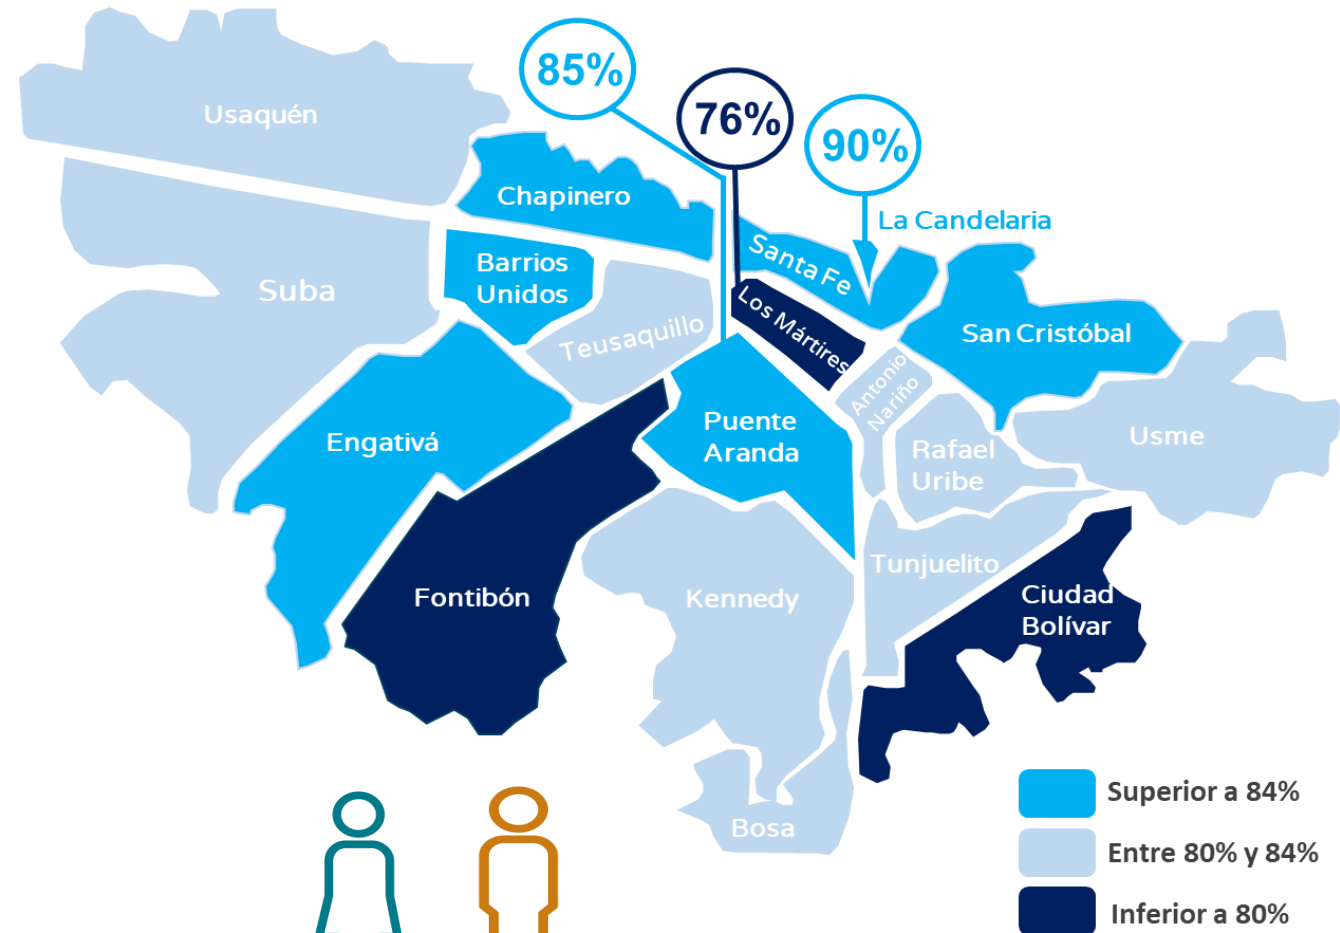 85%
76%
90%
Usaquén
Chapinero
La Candelaria
Santa Fe
Barrios
Unidos
Suba
Teusaquillo
Los Mártires
San Cristóbal
Antonio
Nariño
Engativá
Puente
Aranda
Rafael
Uribe
Usme
Tunjuelito
Fontibón
Kennedy
Ciudad
Bolívar
Bosa
Superior a 84%
Entre 80% y 84%
Inferior a 80%